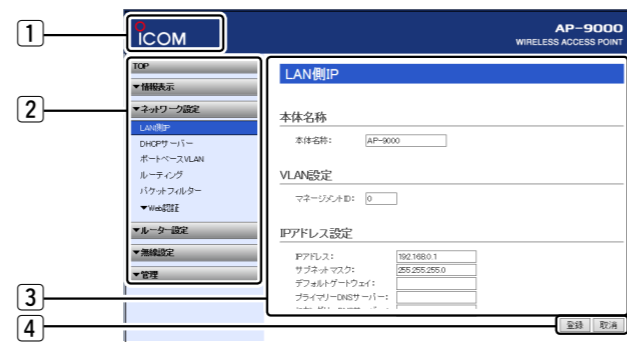 1
ICOM
AP-9000
WIRELESS ACCESS POINT
2
TOP
▼情報表示
▼ネットワーク設定
LAN側IP
DHCPサーバー
ポートベースVLAN
ルーティング
パケットフィルター
▼Web認証
▼ルーター設定
▼無線設定
▼管理
3
LAN側IP
本体名称
本体名称: AP-9000
VLAN設定
マネージメントID: 0
IPアドレス設定
IPアドレス: 192.168.0.1
サブネットマスク: 255.255.255.0
デフォルトゲートウェイ:
プライマリーDNSサーバー:
4
登録 取消